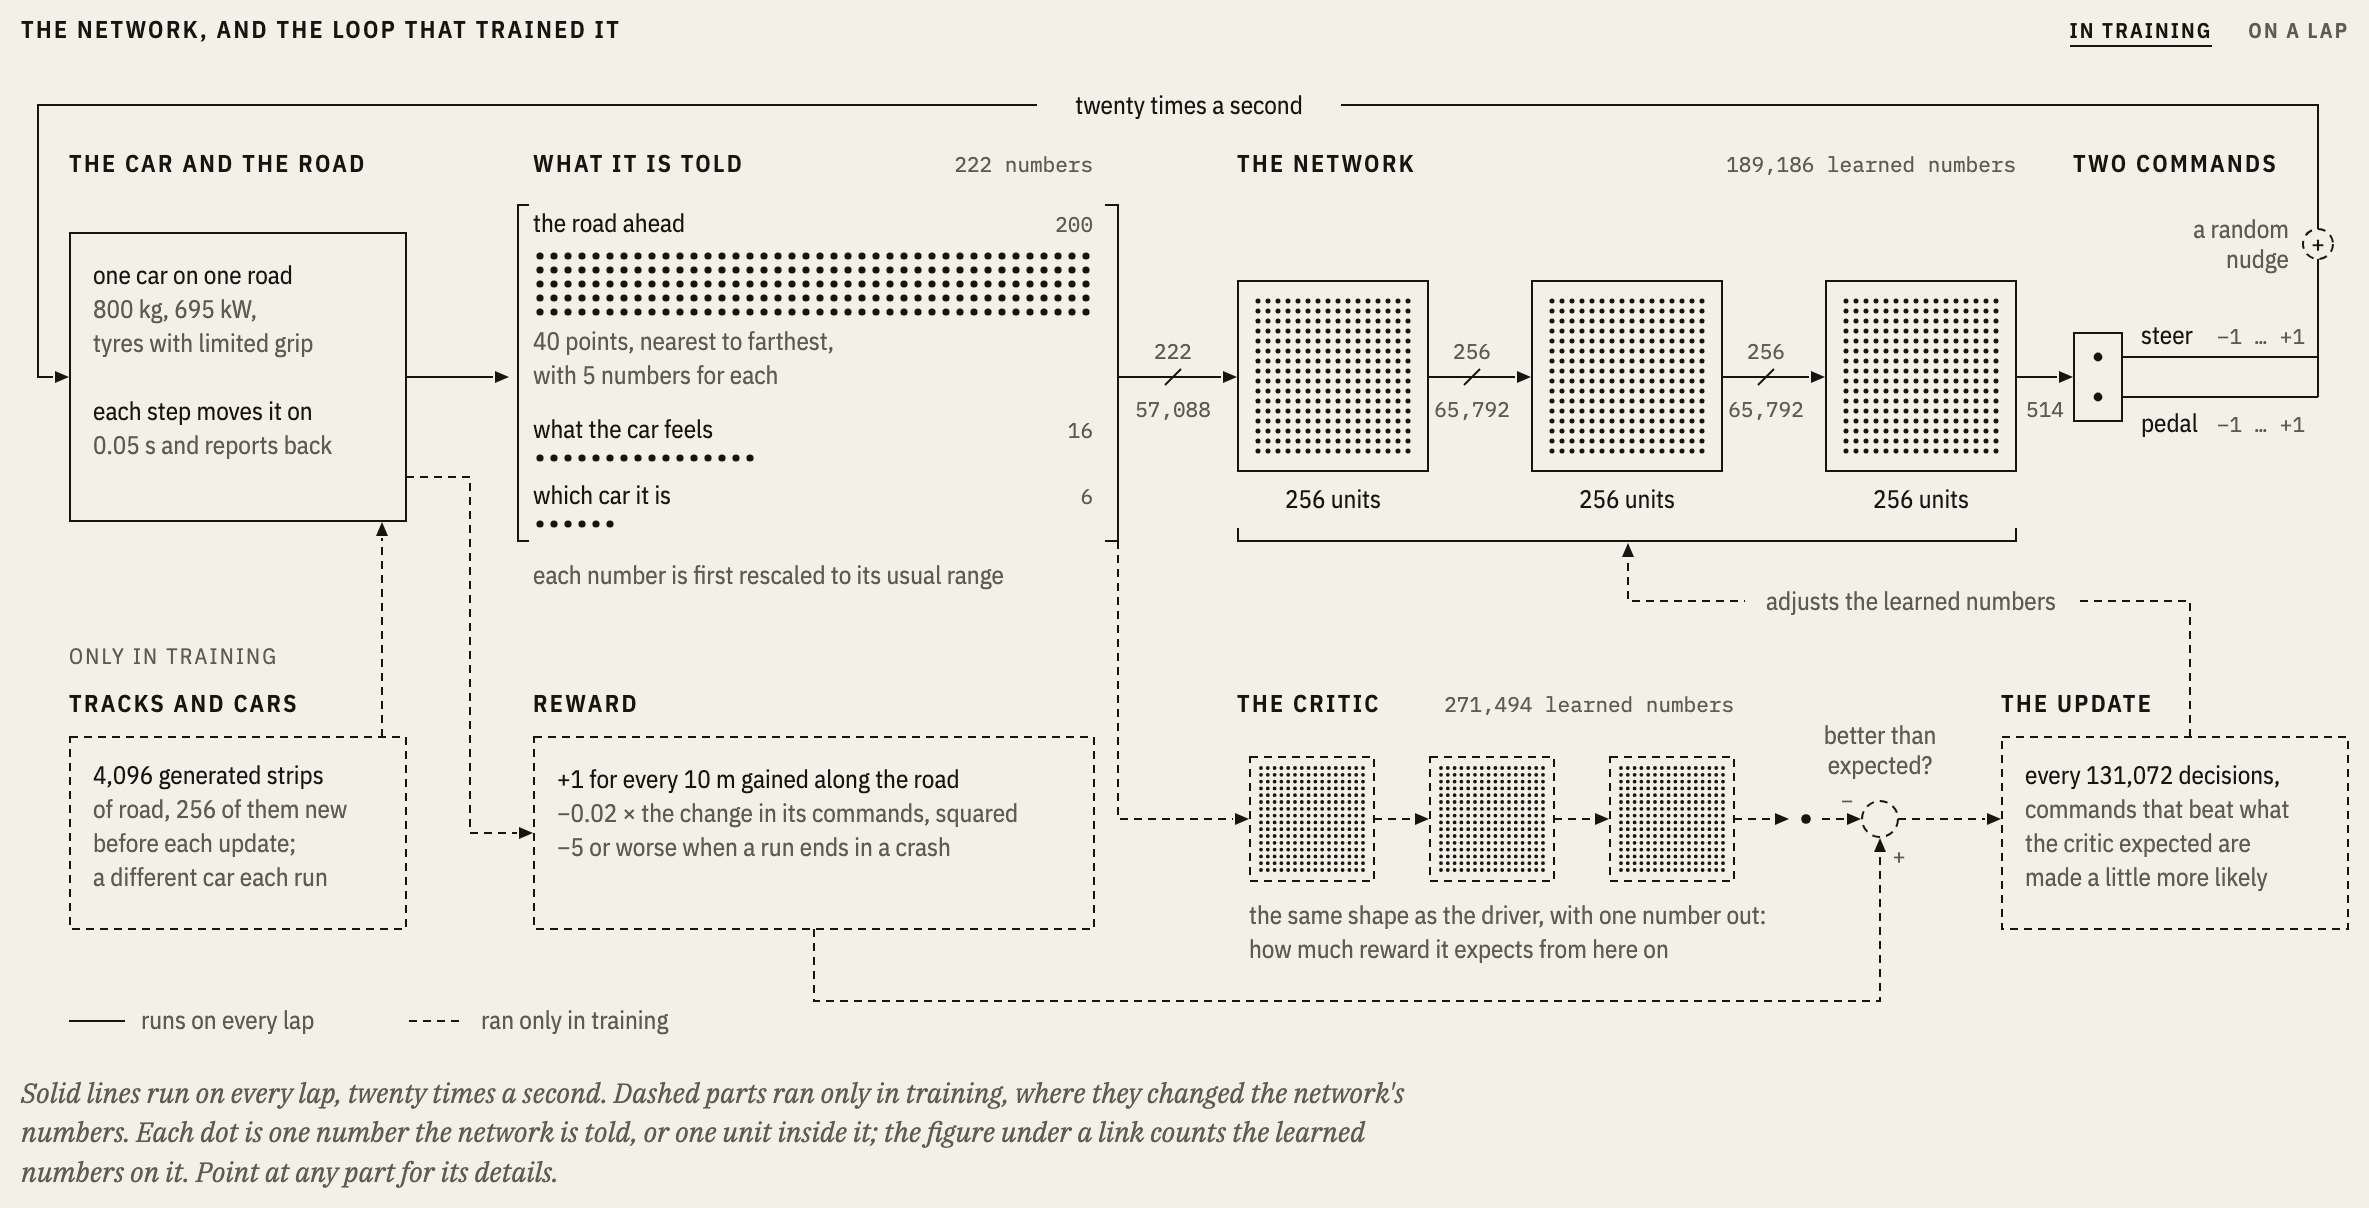 THE NETWORK, AND THE LOOP THAT TRAINED IT
IN TRAINING
ON A LAP
twenty times a second
THE CAR AND THE ROAD
one car on one road
800 kg, 695 kW,
tyres with limited grip
each step moves it on
0.05 s and reports back
WHAT IT IS TOLD
222 numbers
the road ahead
200
40 points, nearest to farthest,
with 5 numbers for each
what the car feels
16
which car it is
6
each number is first rescaled to its usual range
THE NETWORK
189,186 learned numbers
222
57,088
256
65,792
256
65,792
514
256 units
256 units
256 units
TWO COMMANDS
a random
nudge
+
steer −1 … +1
pedal −1 … +1
adjusts the learned numbers
ONLY IN TRAINING
TRACKS AND CARS
4,096 generated strips
of road, 256 of them new
before each update;
a different car each run
REWARD
+1 for every 10 m gained along the road
−0.02 × the change in its commands, squared
−5 or worse when a run ends in a crash
THE CRITIC
271,494 learned numbers
the same shape as the driver, with one number out:
how much reward it expects from here on
better than
expected?
−
+
THE UPDATE
every 131,072 decisions,
commands that beat what
the critic expected are
made a little more likely
runs on every lap
ran only in training
Solid lines run on every lap, twenty times a second. Dashed parts ran only in training, where they changed the network's
numbers. Each dot is one number the network is told, or one unit inside it; the figure under a link counts the learned
numbers on it. Point at any part for its details.